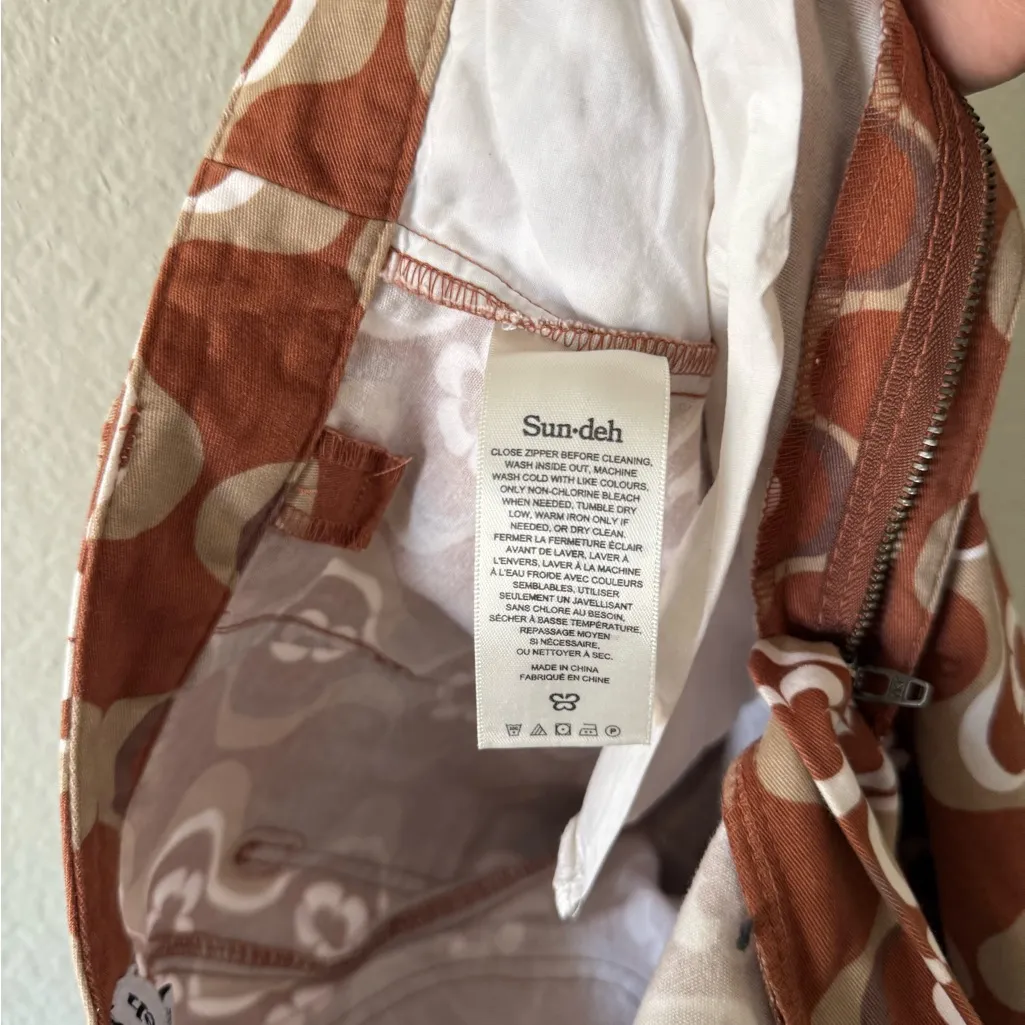 Sun•deh
CLOSE ZIPPER BEFORE CLEANING,
WASH INSIDE OUT, MACHINE
WASH COLD WITH LIKE COLOURS,
ONLY NON-CHLORINE BLEACH
WHEN NEEDED, TUMBLE DRY
LOW, WARM IRON ONLY IF
NEEDED, OR DRY CLEAN.
FERMER LA FERMETURE ÉCLAIR
AVANT DE LAVER, LAVER À
L'ENVERS, LAVER À LA MACHINE
À L'EAU FROIDE AVEC COULEURS
SEMBLABLES, UTILISER
SEULEMENT UN JAVELLISANT
SANS CHLORE AU BESOIN,
SÉCHER À BASSE TEMPÉRATURE,
REPASSAGE MOYEN
SI NÉCESSAIRE,
OU NETTOYER À SEC.
MADE IN CHINA
FABRIQUÉ EN CHINE
P